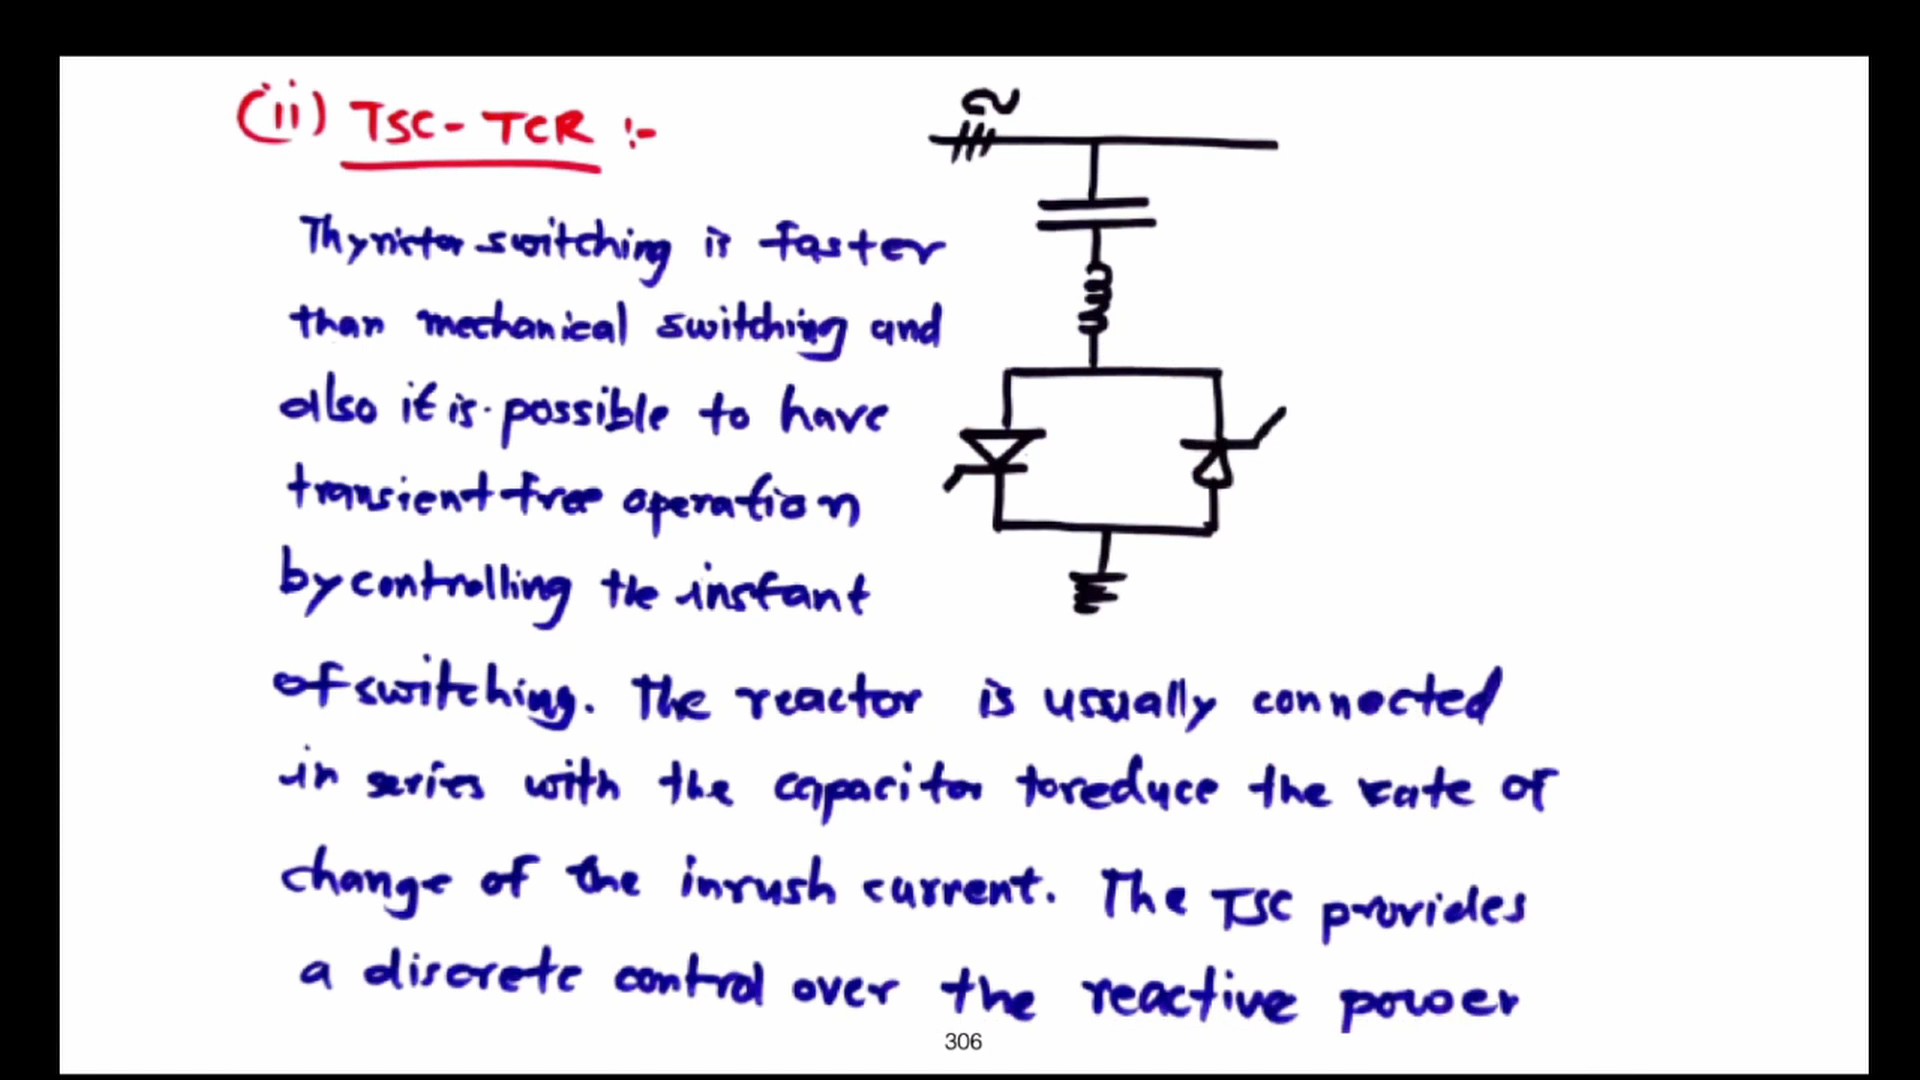 (ii) TSC- TCR :-
Thyristor switching is faster
than mechanical switching and
also it is possible to have
transient free operation
by controlling the instant
of switching. The reactor is usually connected
in series with the capacitor to reduce the rate of
change of the inrush current. The TSC provides
a discrete control over the reactive power
306